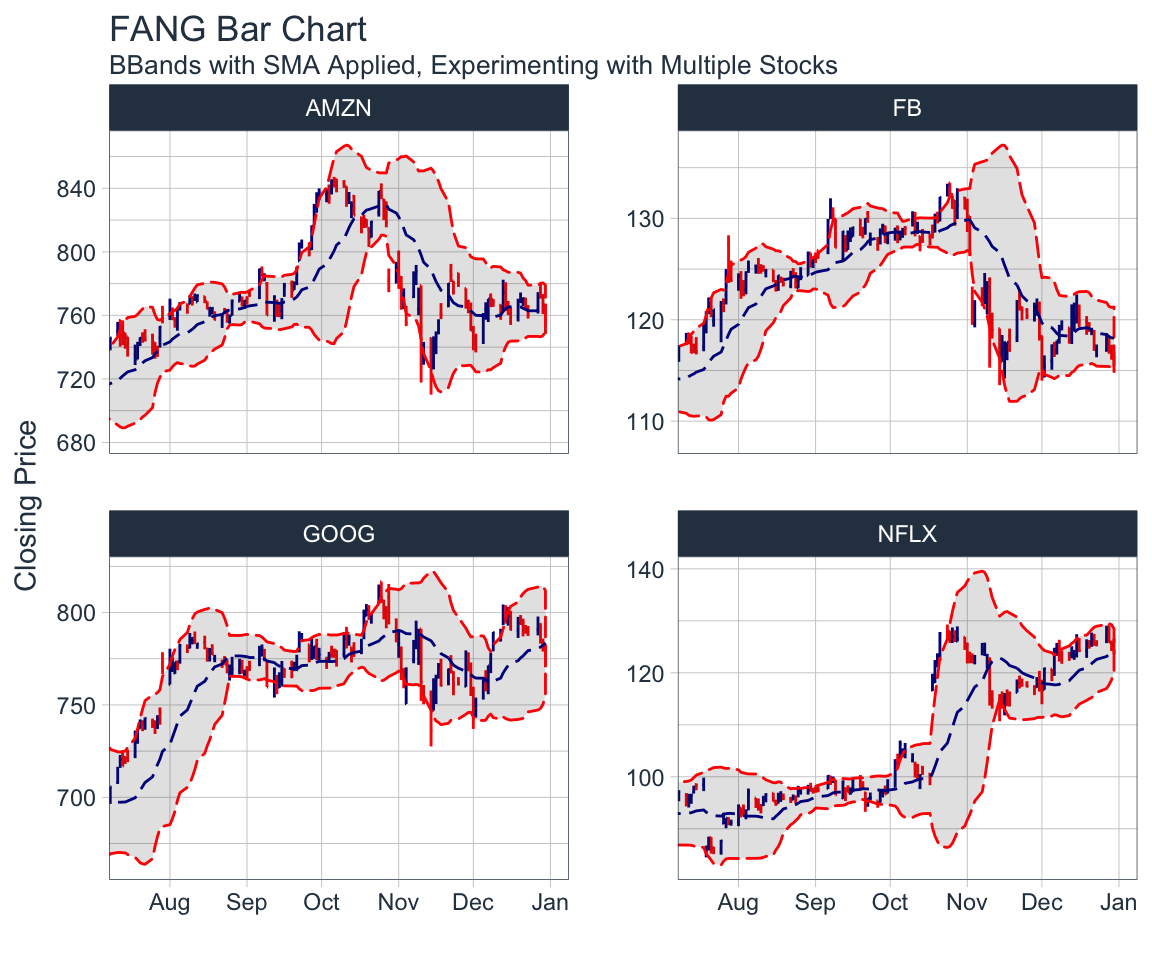 FANG Bar Chart
BBands with SMA Applied, Experimenting with Multiple Stocks
Closing Price
AMZN
840
800
760
720
680
FB
130
120
110
GOOG
800
750
700
Aug Sep Oct Nov Dec Jan
NFLX
140
120
100
Aug Sep Oct Nov Dec Jan